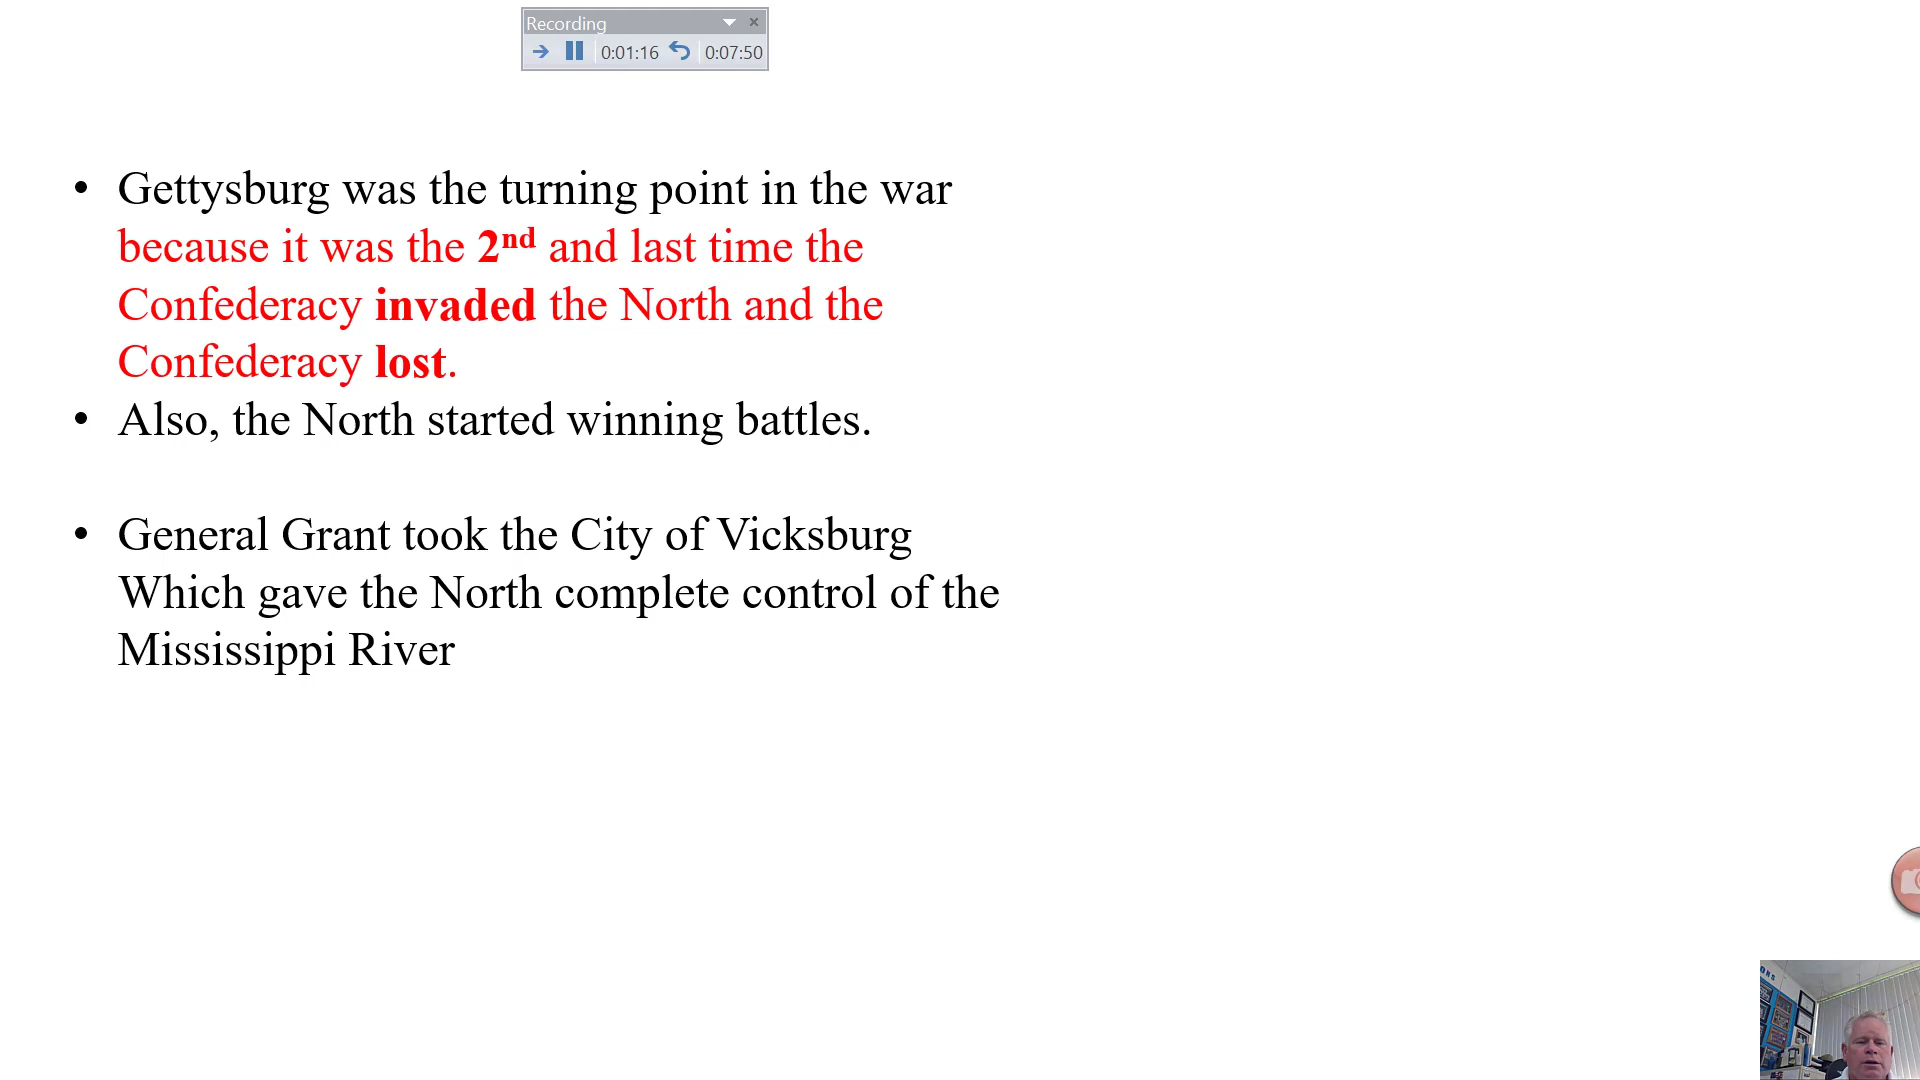 Recording
0:01:16 0:07:50
• Gettysburg was the turning point in the war
because it was the 2nd and last time the
Confederacy invaded the North and the
Confederacy lost.
• Also, the North started winning battles.
• General Grant took the City of Vicksburg
Which gave the North complete control of the
Mississippi River